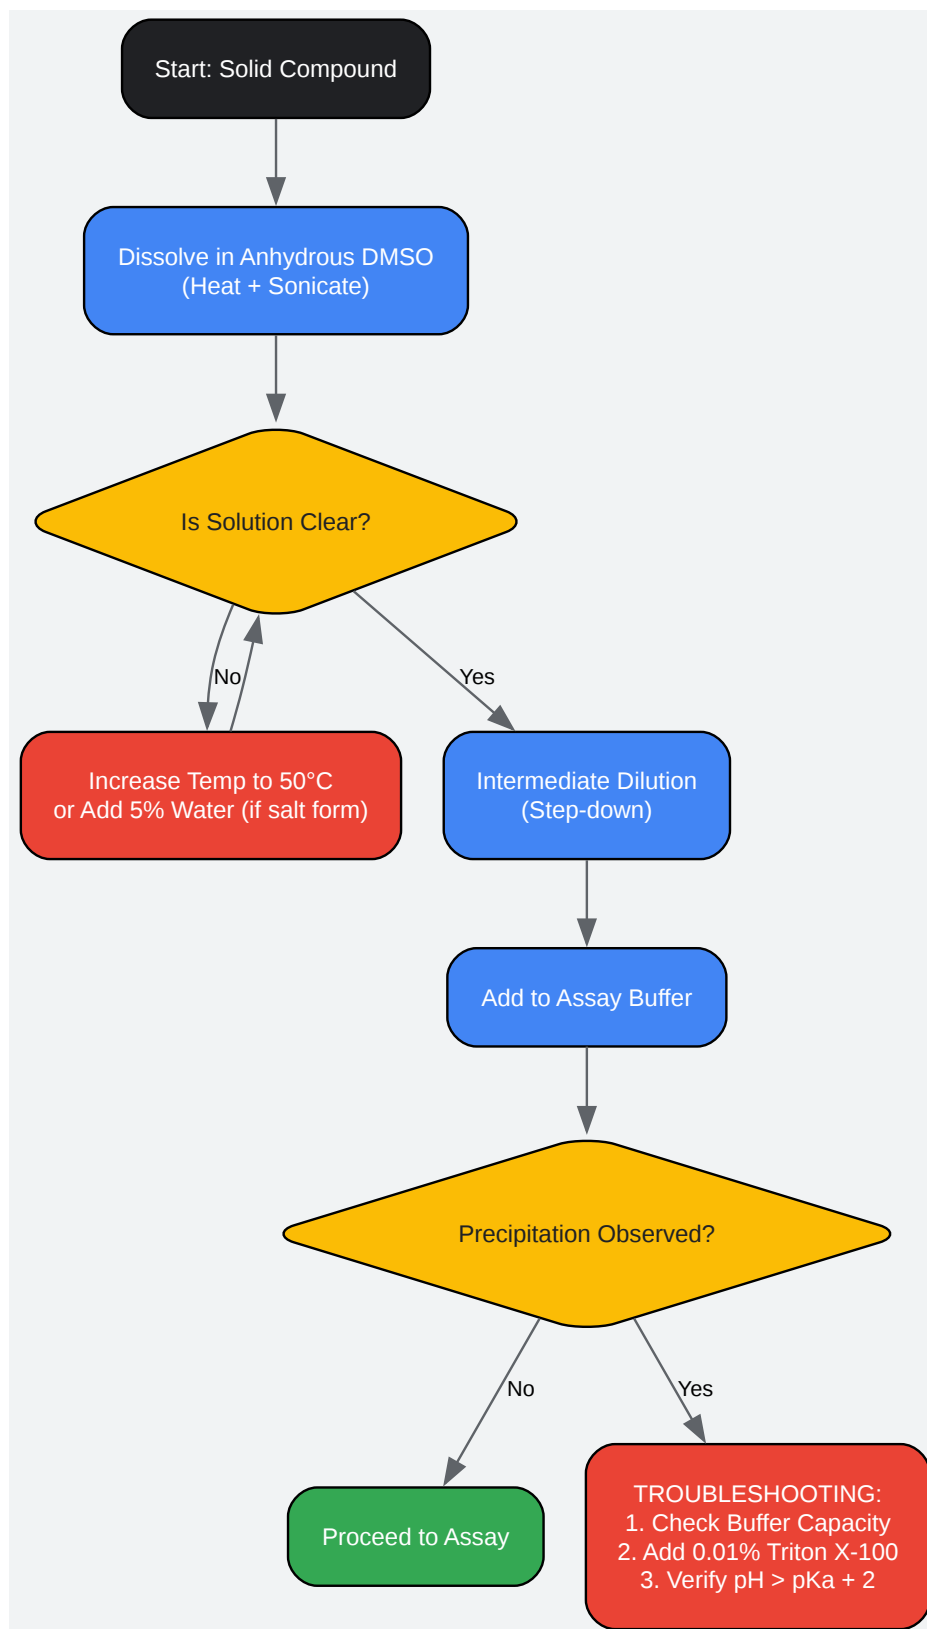 Start: Solid Compound
Dissolve in Anhydrous DMSO
(Heat + Sonicate)
Is Solution Clear?
No
Yes
Increase Temp to 50°C
or Add 5% Water (if salt form)
Intermediate Dilution
(Step-down)
Add to Assay Buffer
Precipitation Observed?
No
Yes
Proceed to Assay
TROUBLESHOOTING:
1. Check Buffer Capacity
2. Add 0.01% Triton X-100
3. Verify pH > pKa + 2